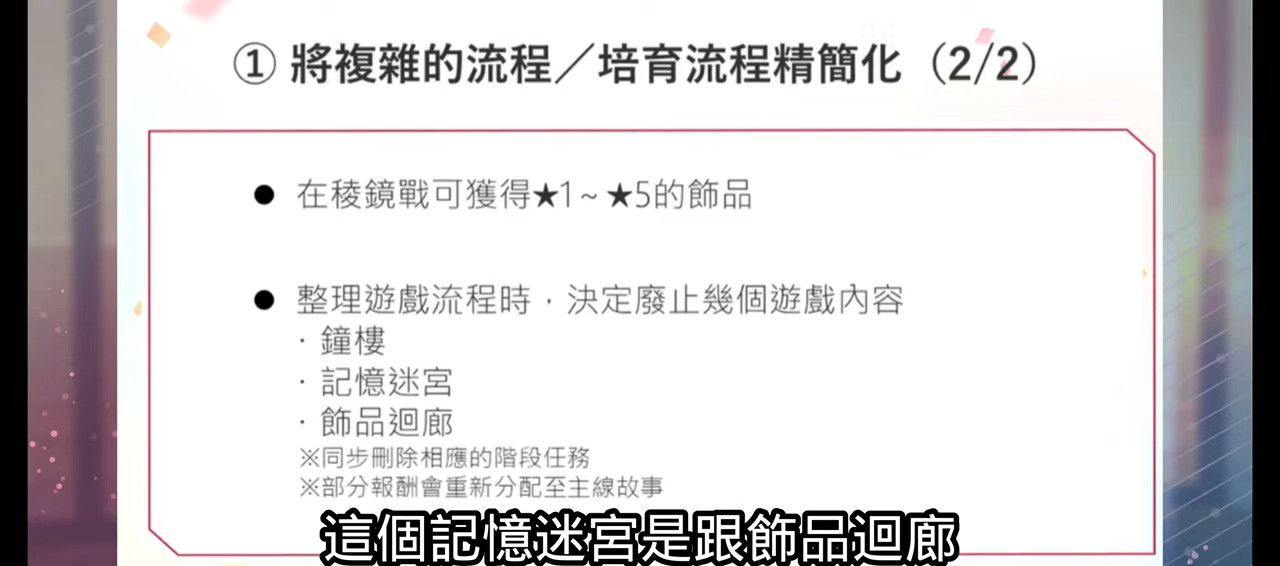 ① 將複雜的流程／培育流程精簡化（2/2）
● 在稜鏡戰可獲得★1～★5的飾品
● 整理遊戲流程時，決定廢止幾個遊戲內容
· 鐘樓
· 記憶迷宮
· 飾品迴廊
※同步刪除相應的階段任務
※部分報酬會重新分配至主線故事
這個記憶迷宮是跟飾品迴廊